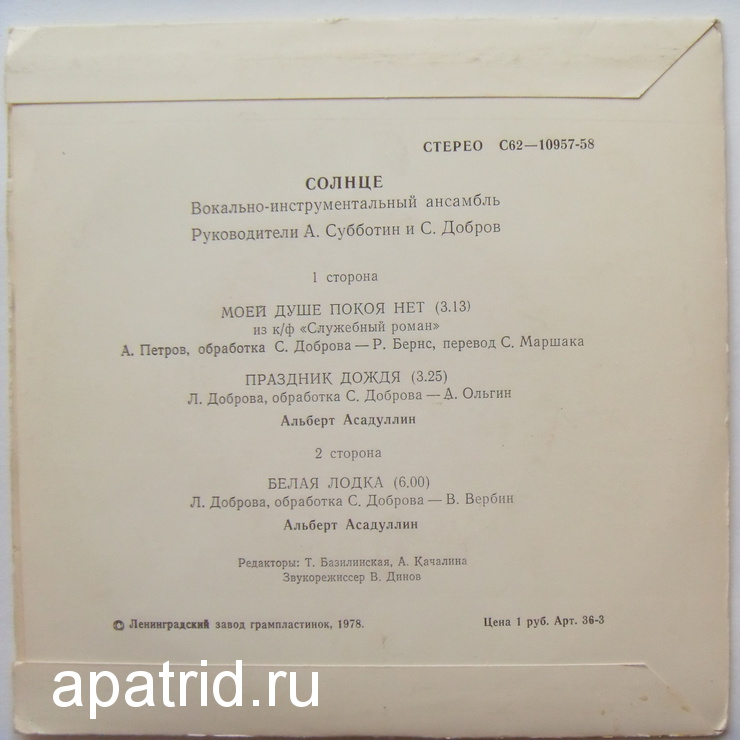 СТЕРЕО С62—10957-58
СОЛНЦЕ
Вокально-инструментальный ансамбль
Руководители А. Субботин и С. Добров
1 сторона
МОЕЙ ДУШЕ ПОКОЯ НЕТ (3.13)
из к/ф «Служебный роман»
А. Петров, обработка С. Доброва — Р. Бернс, перевод С. Маршака
ПРАЗДНИК ДОЖДЯ (3.25)
Л. Доброва, обработка С. Доброва — А. Ольгин
Альберт Асадуллин
2 сторона
БЕЛАЯ ЛОДКА (6.00)
Л. Доброва, обработка С. Доброва — В. Вербин
Альберт Асадуллин
Редакторы: Т. Базилинская, А. Качалина
Звукорежиссер В. Динов
© Ленинградский завод грампластинок, 1978. Цена 1 руб. Арт. 36-3
apatrid.ru